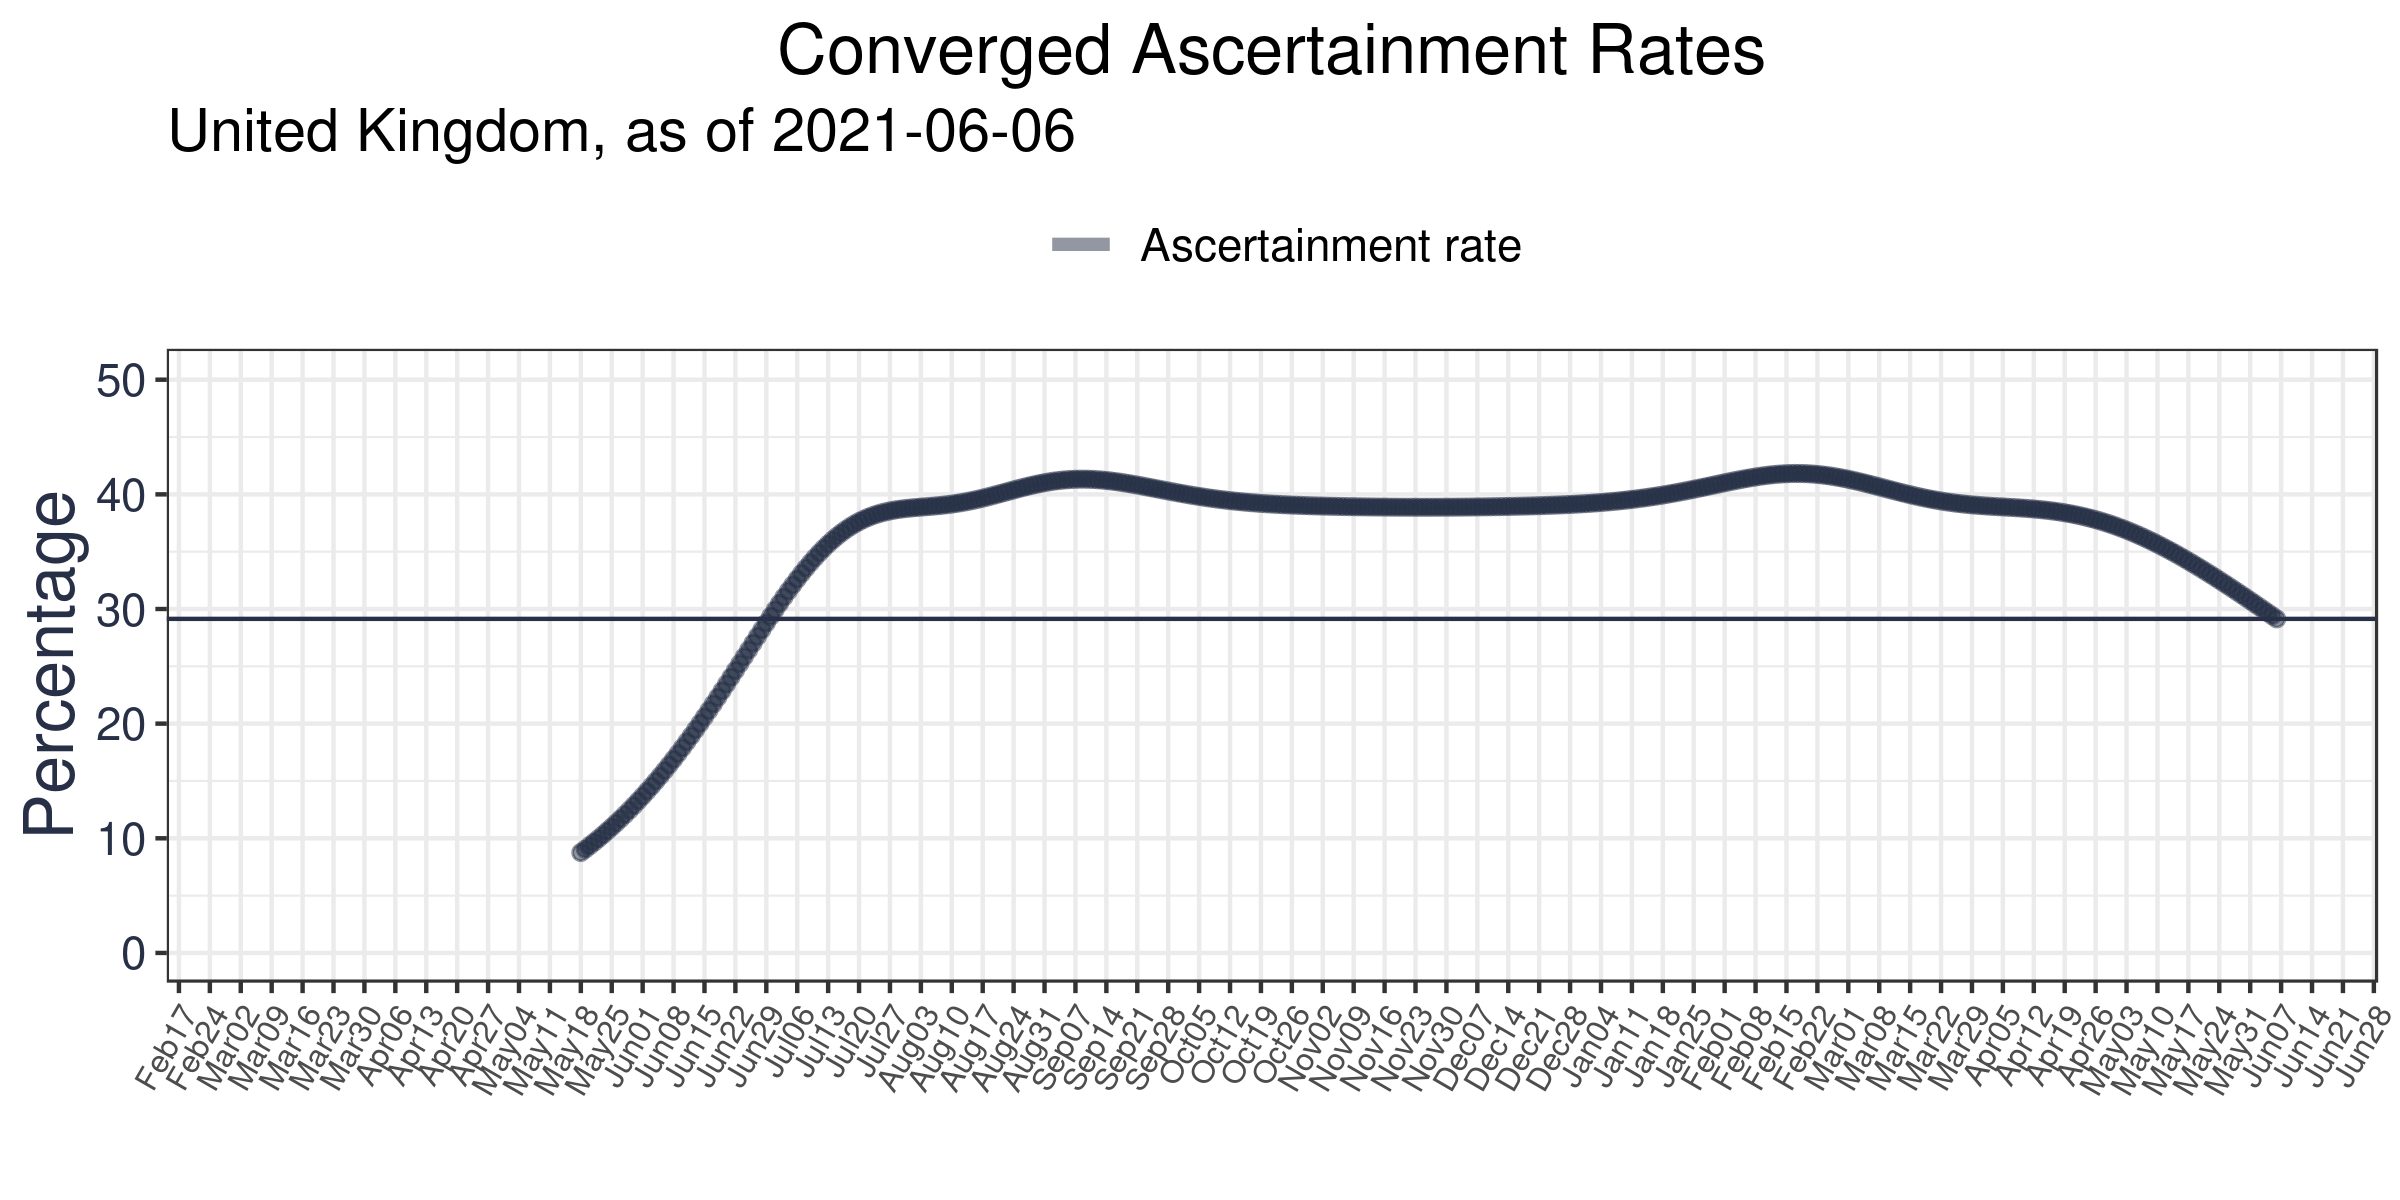 Converged Ascertainment Rates
United Kingdom, as of 2021-06-06
Ascertainment rate
Percentage
50
40
30
20
10
0
Feb17 Feb24 Mar02 Mar09 Mar16 Mar23 Mar30 Apr06 Apr13 Apr20 Apr27 May04 May11 May18 May25 Jun01 Jun08 Jun15 Jun22 Jun29 Jul06 Jul13 Jul20 Jul27 Aug03 Aug10 Aug17 Aug24 Aug31 Sep07 Sep14 Sep21 Sep28 Oct05 Oct12 Oct19 Oct26 Nov02 Nov09 Nov16 Nov23 Nov30 Dec07 Dec14 Dec21 Dec28 Jan04 Jan11 Jan18 Jan25 Feb01 Feb08 Feb15 Feb22 Mar01 Mar08 Mar15 Mar22 Mar29 Apr05 Apr12 Apr19 Apr26 May03 May10 May17 May24 May31 Jun07 Jun14 Jun21 Jun28